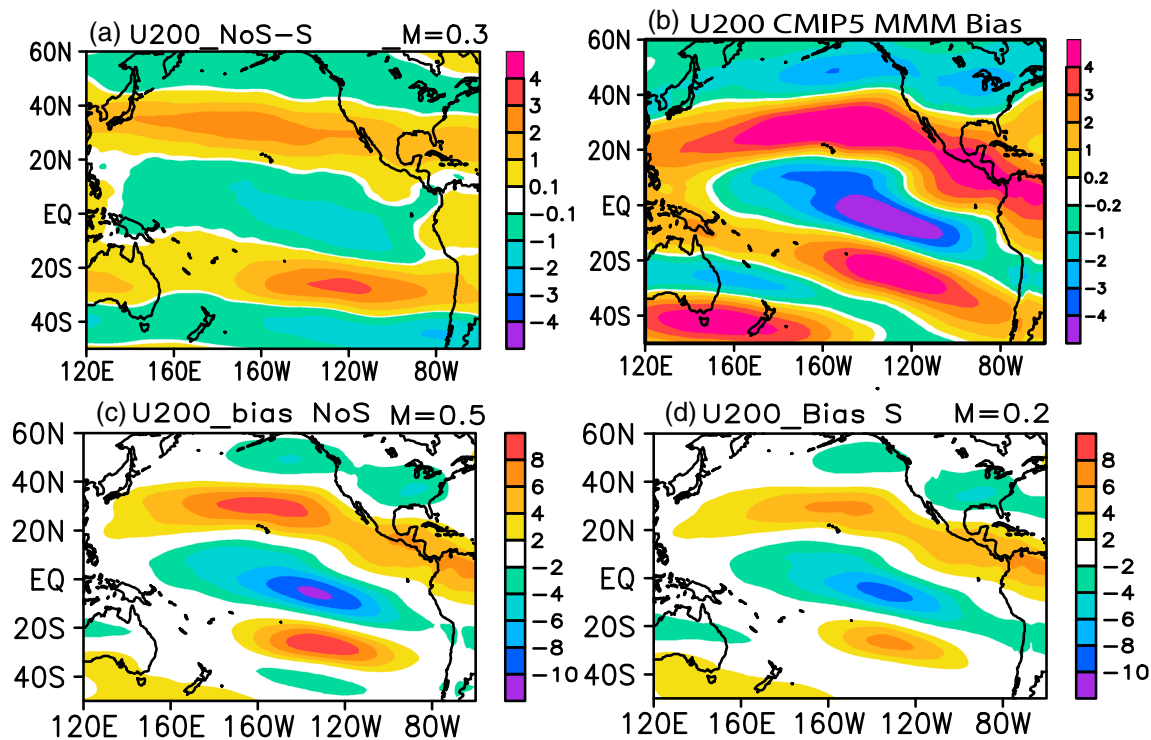 (a) U200_NoS-S _M=0.3
60N
40N
20N
EQ
20S
40S
120E 160E 160W 120W 80W
4
3
2
1
0.1
-0.1
-1
-2
-3
-4
(b) U200 CMIP5 MMM Bias
60N
40N
20N
EQ
20S
40S
120E 160E 160W 120W 80W
4
3
2
1
0.2
-0.2
-1
-2
-3
-4
(c) U200_bias NoS M=0.5
60N
40N
20N
EQ
20S
40S
120E 160E 160W 120W 80W
8
6
4
2
-2
-4
-6
-8
-10
(d) U200_Bias S M=0.2
60N
40N
20N
EQ
20S
40S
120E 160E 160W 120W 80W
8
6
4
2
-2
-4
-6
-8
-10